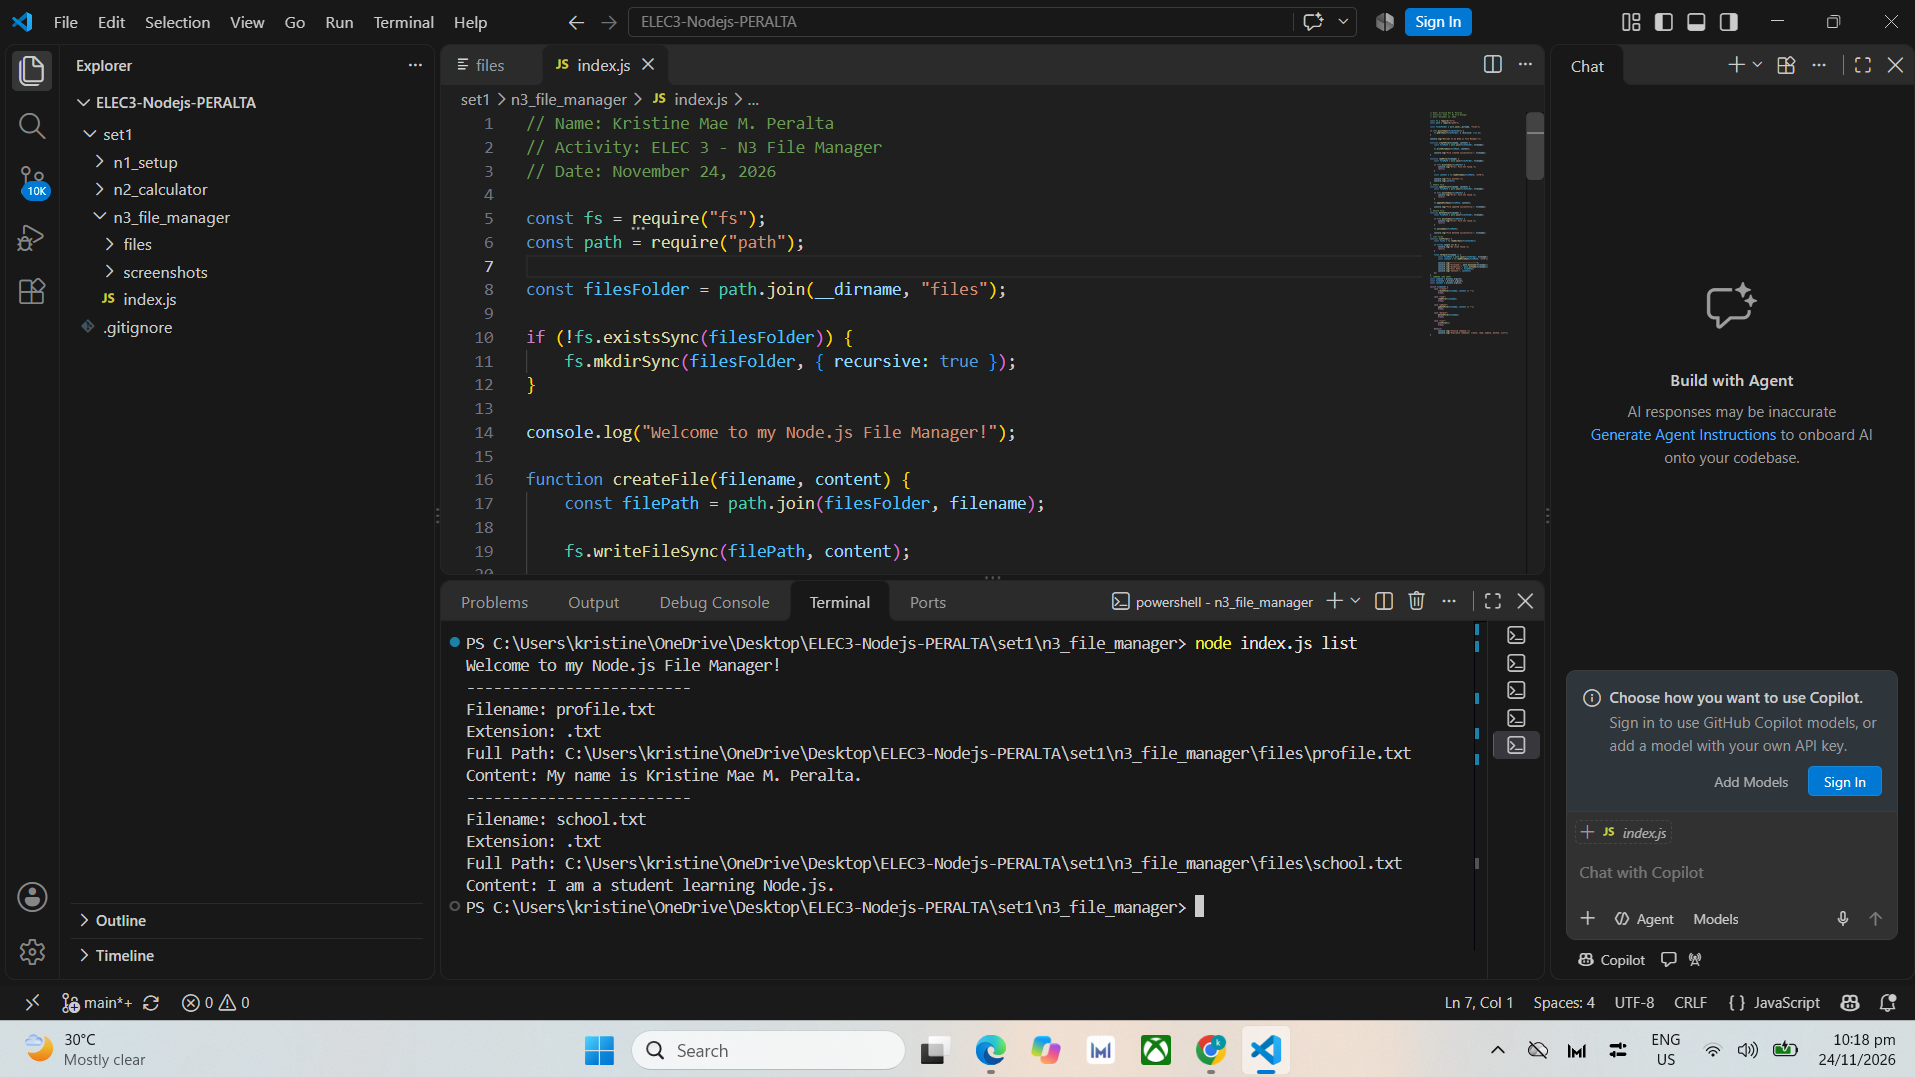 File Edit Selection View Go Run Terminal Help
ELEC3-Nodejs-PERALTA
Sign In
Explorer
ELEC3-Nodejs-PERALTA
set1
n1_setup
n2_calculator
n3_file_manager
files
screenshots
JS index.js
.gitignore
10K
Outline
Timeline
files
JS index.js
set1 > n3_file_manager > JS index.js > ...
1 // Name: Kristine Mae M. Peralta
2 // Activity: ELEC 3 - N3 File Manager
3 // Date: November 24, 2026
4
5 const fs = require("fs");
6 const path = require("path");
7
8 const filesFolder = path.join(__dirname, "files");
9
10 if (!fs.existsSync(filesFolder)) {
11 fs.mkdirSync(filesFolder, { recursive: true });
12 }
13
14 console.log("Welcome to my Node.js File Manager!");
15
16 function createFile(filename, content) {
17 const filePath = path.join(filesFolder, filename);
18
19 fs.writeFileSync(filePath, content);
20
Problems Output Debug Console Terminal Ports
powershell - n3_file_manager
PS C:\Users\kristine\OneDrive\Desktop\ELEC3-Nodejs-PERALTA\set1\n3_file_manager> node index.js list
Welcome to my Node.js File Manager!
-------------------------
Filename: profile.txt
Extension: .txt
Full Path: C:\Users\kristine\OneDrive\Desktop\ELEC3-Nodejs-PERALTA\set1\n3_file_manager\files\profile.txt
Content: My name is Kristine Mae M. Peralta.
-------------------------
Filename: school.txt
Extension: .txt
Full Path: C:\Users\kristine\OneDrive\Desktop\ELEC3-Nodejs-PERALTA\set1\n3_file_manager\files\school.txt
Content: I am a student learning Node.js.
PS C:\Users\kristine\OneDrive\Desktop\ELEC3-Nodejs-PERALTA\set1\n3_file_manager>
Chat
Build with Agent
AI responses may be inaccurate
Generate Agent Instructions to onboard AI
onto your codebase.
Choose how you want to use Copilot.
Sign in to use GitHub Copilot models, or
add a model with your own API key.
Add Models
Sign In
JS index.js
Chat with Copilot
Agent Models
Copilot
main*+
0 0
Ln 7, Col 1 Spaces: 4 UTF-8 CRLF { } JavaScript
30°C
Mostly clear
Search
ENG
US
10:18 pm
24/11/2026